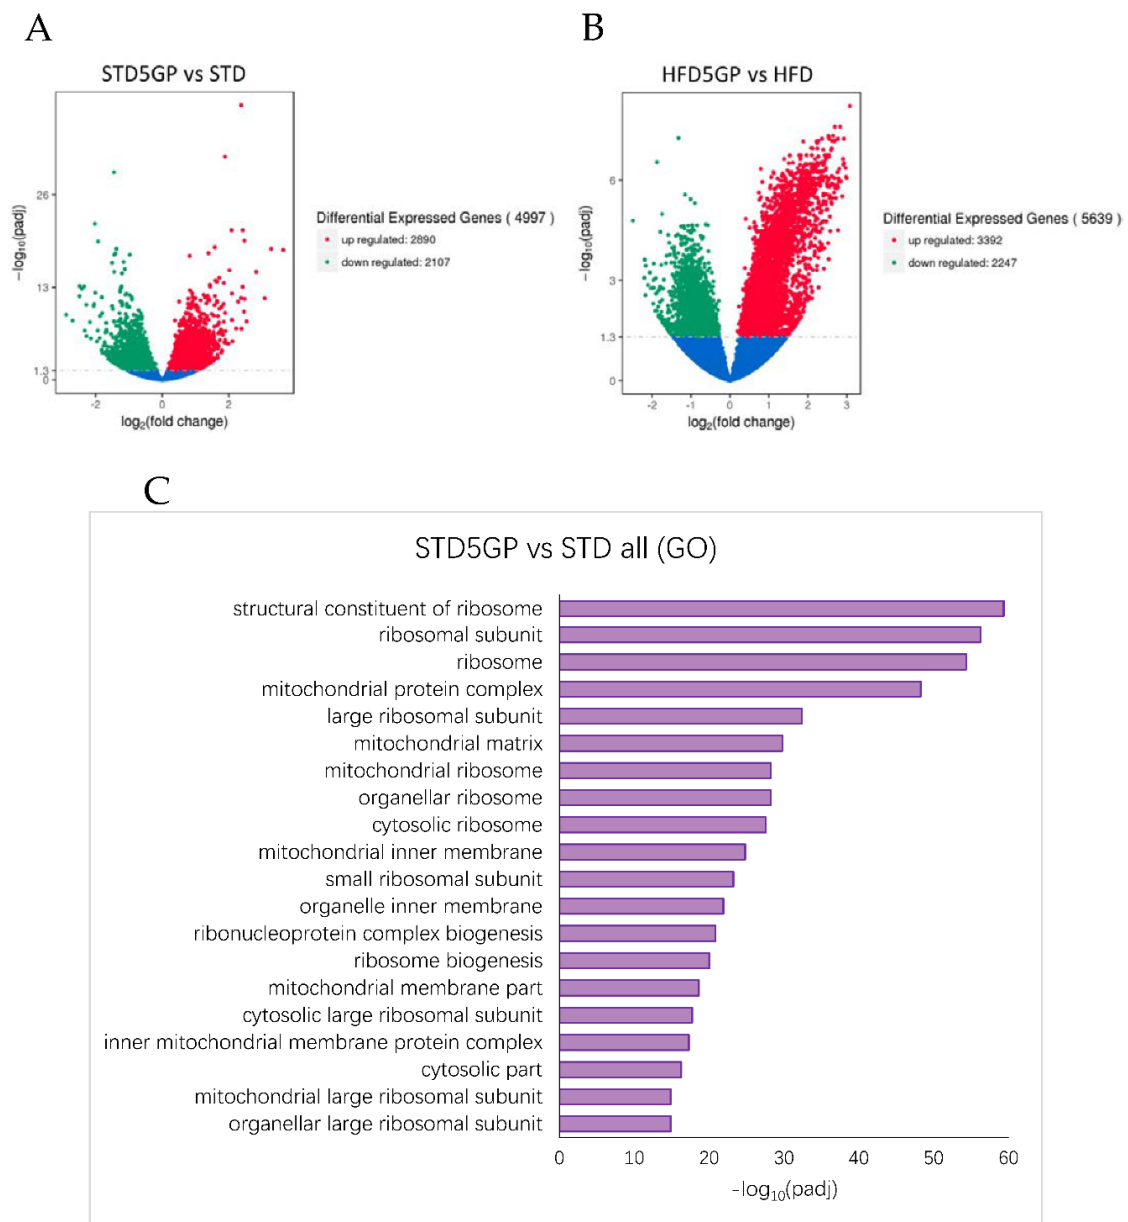 A
STD5GP vs STD
26
13
1.3
0
-log10(padj)
-2
0
2
log2(fold change)
Differential Expressed Genes ( 4997 )
up regulated: 2890
down regulated: 2107
B
HFD5GP vs HFD
6
3
1.3
0
-log10(padj)
-2
-1
0
1
2
3
log2(fold change)
Differential Expressed Genes ( 5639 )
up regulated: 3392
down regulated: 2247
C
STD5GP vs STD all (GO)
structural constituent of ribosome
ribosomal subunit
ribosome
mitochondrial protein complex
large ribosomal subunit
mitochondrial matrix
mitochondrial ribosome
organellar ribosome
cytosolic ribosome
mitochondrial inner membrane
small ribosomal subunit
organelle inner membrane
ribonucleoprotein complex biogenesis
ribosome biogenesis
mitochondrial membrane part
cytosolic large ribosomal subunit
inner mitochondrial membrane protein complex
cytosolic part
mitochondrial large ribosomal subunit
organellar large ribosomal subunit
0 10 20 30 40 50 60
-log10(padj)